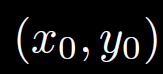 (x₀, y₀)